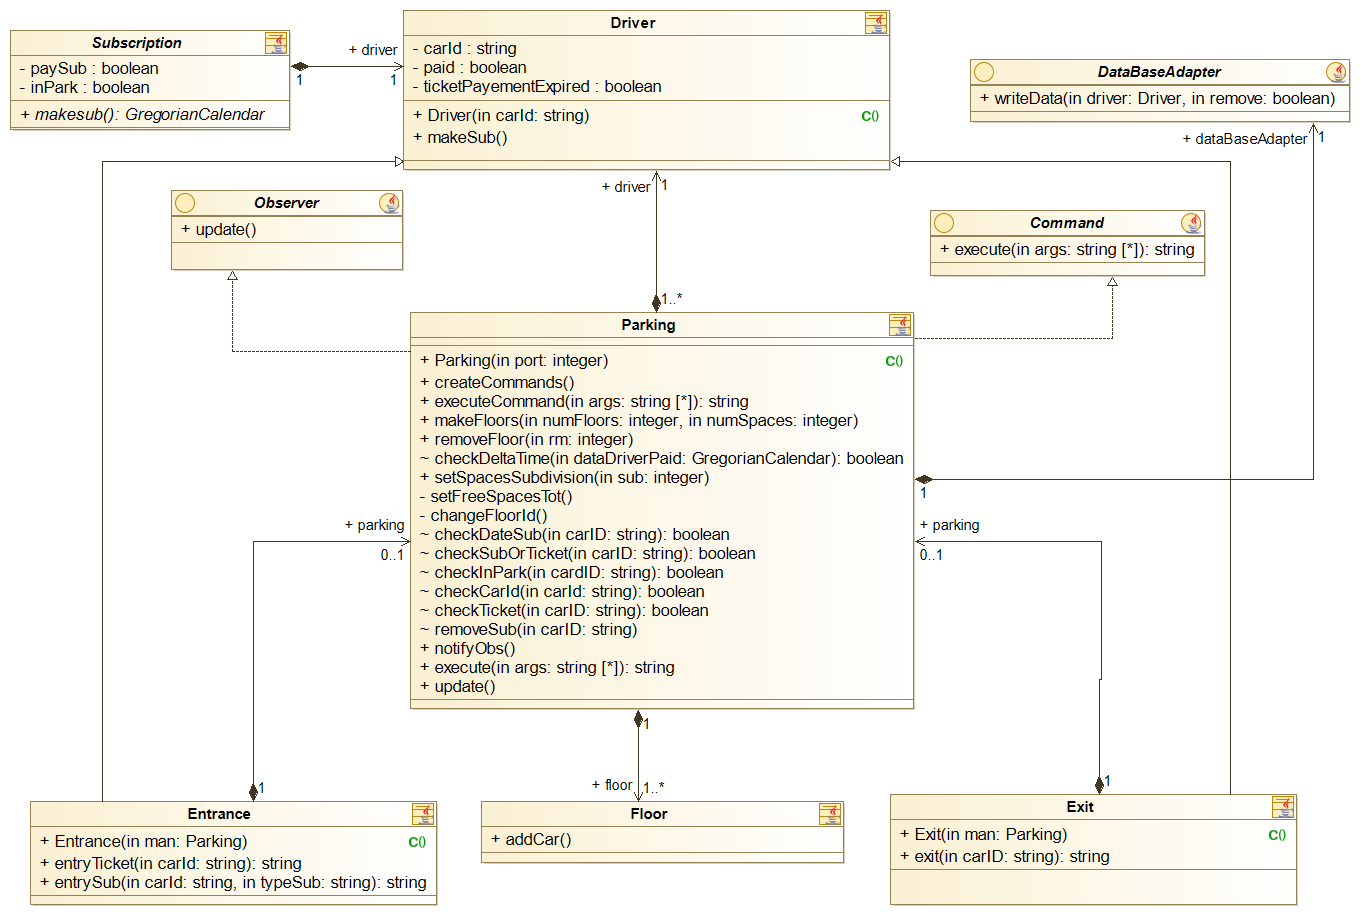 Subscription
- paySub : boolean
- inPark : boolean
+ makesub(): GregorianCalendar
+ driver
1
1
Driver
- carId : string
- paid : boolean
- ticketPayementExpired : boolean
+ Driver(in carId: string)
C()
+ makeSub()
DataBaseAdapter
+ writeData(in driver: Driver, in remove: boolean)
+ dataBaseAdapter
1
+ driver
1
Observer
+ update()
Command
+ execute(in args: string [*]): string
1..*
Parking
+ Parking(in port: integer)
C()
+ createCommands()
+ executeCommand(in args: string [*]): string
+ makeFloors(in numFloors: integer, in numSpaces: integer)
+ removeFloor(in rm: integer)
~ checkDeltaTime(in dataDriverPaid: GregorianCalendar): boolean
+ setSpacesSubdivision(in sub: integer)
- setFreeSpacesTot()
- changeFloorId()
~ checkDateSub(in carID: string): boolean
~ checkSubOrTicket(in carID: string): boolean
~ checkInPark(in cardID: string): boolean
~ checkCarId(in carId: string): boolean
~ checkTicket(in carID: string): boolean
~ removeSub(in carID: string)
+ notifyObs()
+ execute(in args: string [*]): string
+ update()
1
+ parking
0..1
+ parking
0..1
1
+ floor
1..*
1
1
Entrance
+ Entrance(in man: Parking)
C()
+ entryTicket(in carId: string): string
+ entrySub(in carId: string, in typeSub: string): string
Floor
+ addCar()
Exit
+ Exit(in man: Parking)
C()
+ exit(in carID: string): string